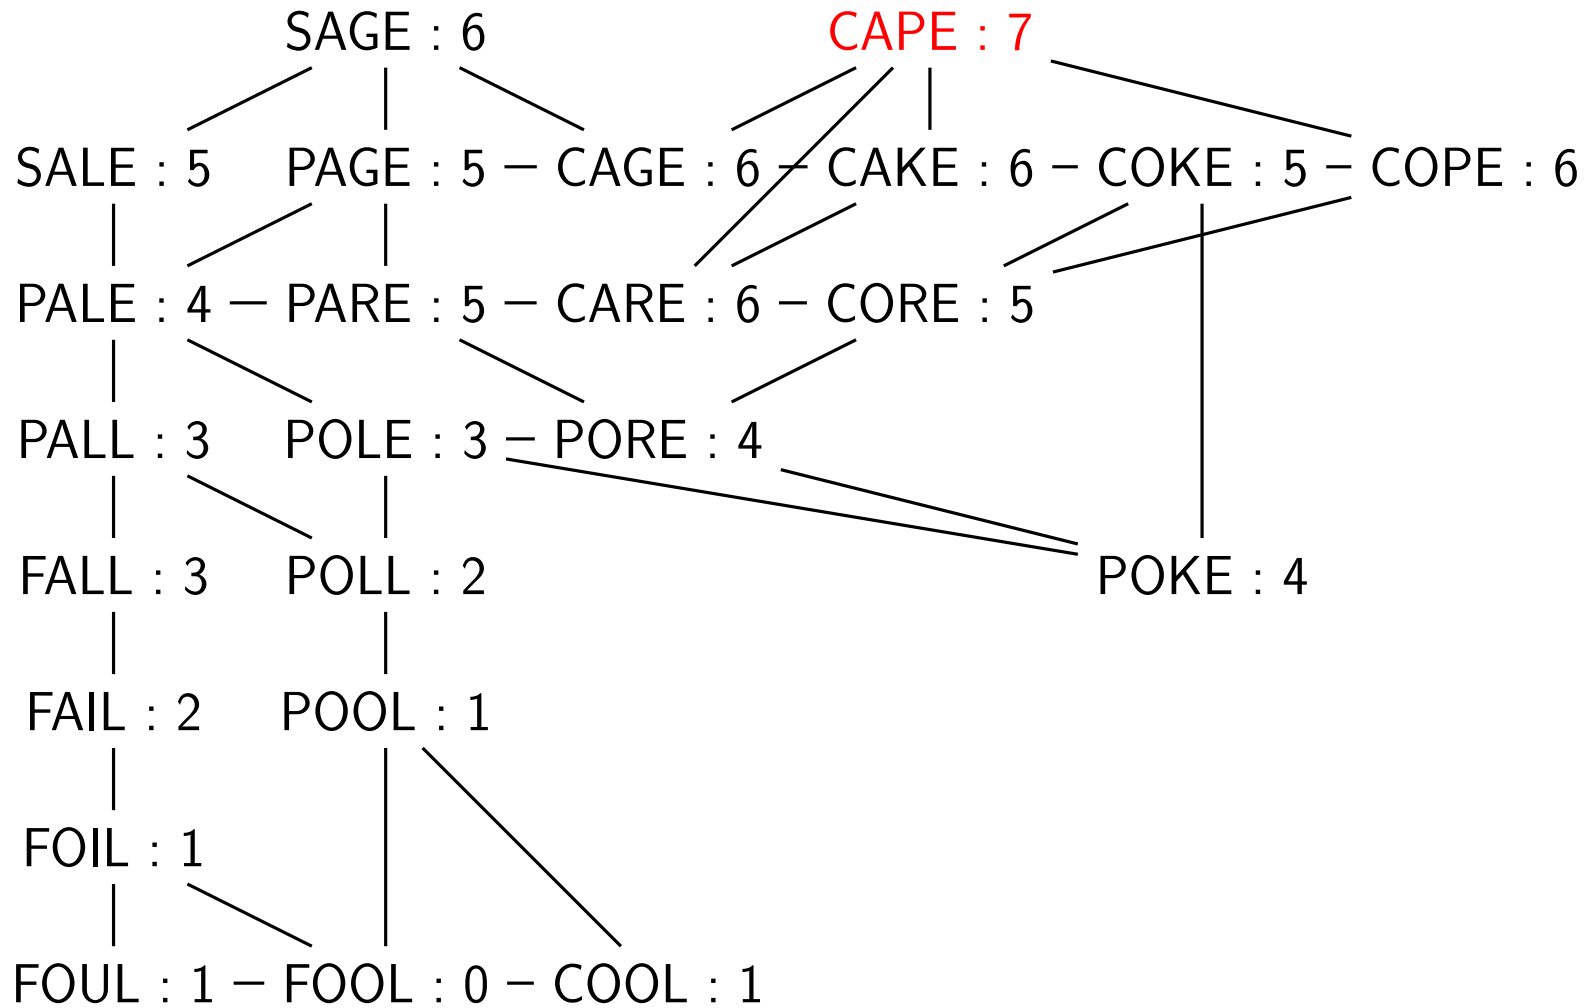 SAGE : 6 CAPE : 7
SALE : 5 PAGE : 5 CAGE : 6 CAKE : 6 COKE : 5 COPE : 6
PALE : 4 PARE : 5 CARE : 6 CORE : 5
PALL : 3 POLE : 3 PORE : 4
FALL : 3 POLL : 2 POKE : 4
FAIL : 2 POOL : 1
FOIL : 1
FOUL : 1 FOOL : 0 COOL : 1